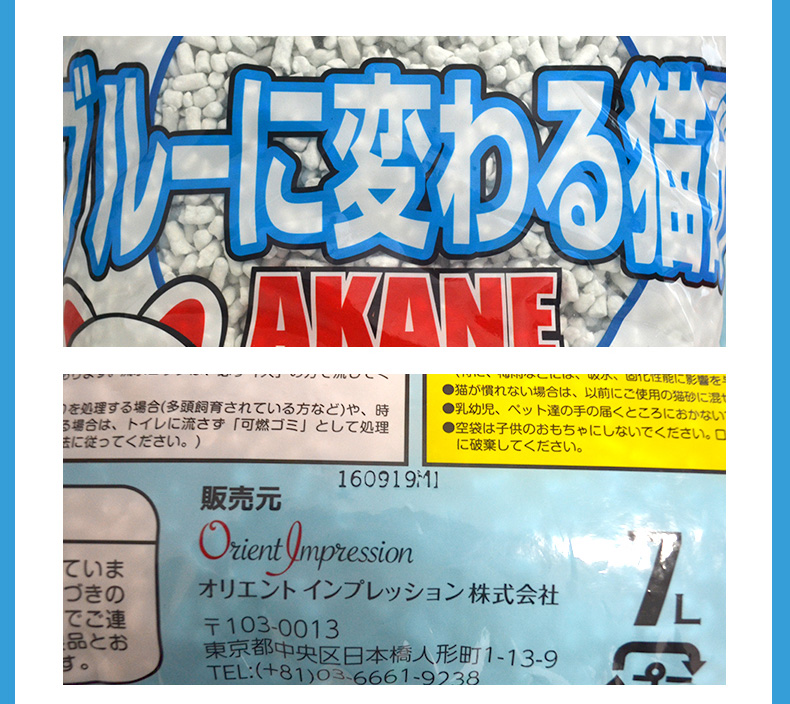 ブルーに変わる猫
AKANE
を処理する場合(多頭飼育されている方など)や、時
る場合は、トイレに流さず「可燃ゴミ」として処理
法に従ってください。)
●猫が慣れない場合は、以前にご使用の猫砂に混ぜ
●乳幼児、ペット達の手の届くところにおかない
●空袋は子供のおもちゃにしないでください。
に破棄してください。
160919M1
販売元
Orient Impression
オリエント インプレッション 株式会社
〒103-0013
東京都中央区日本橋人形町1-13-9
TEL:(+81)03-6661-9238
7L
ていま
づきの
でご連
品とお
す。